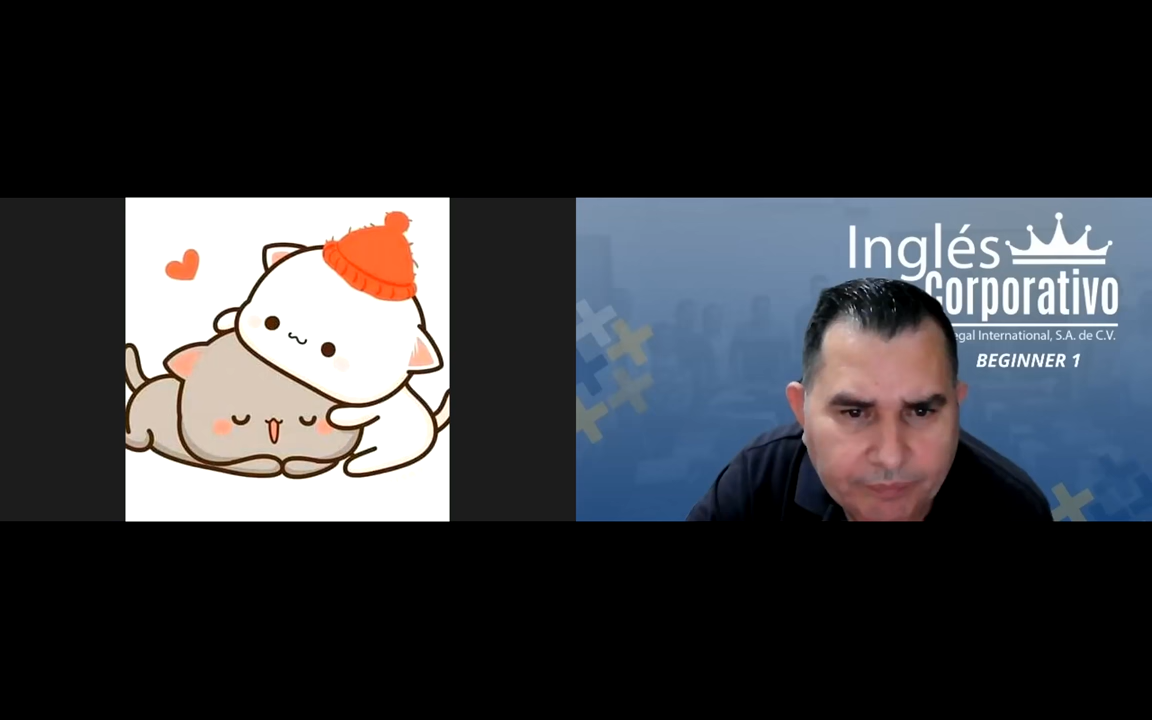 Inglés
Corporativo
egal International, S.A. de C.V.
BEGINNER 1